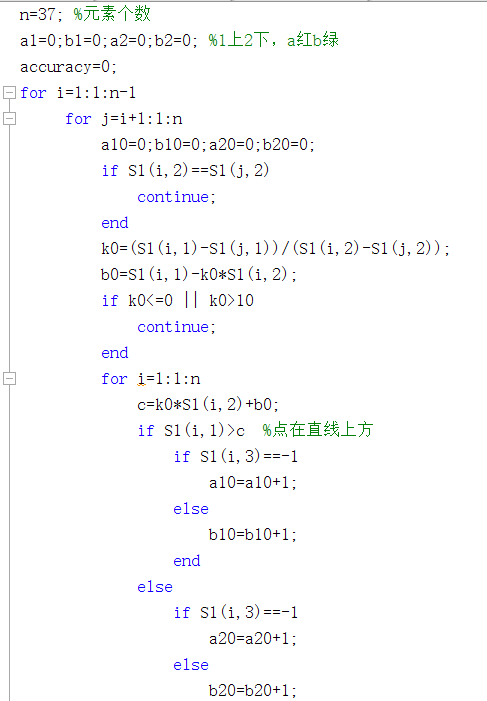 n=37; %元素个数
a1=0;b1=0;a2=0;b2=0; %1上2下，a红b绿
accuracy=0;
for i=1:1:n-1
for j=i+1:1:n
a10=0;b10=0;a20=0;b20=0;
if S1(i,2)==S1(j,2)
continue;
end
k0=(S1(i,1)-S1(j,1))/(S1(i,2)-S1(j,2));
b0=S1(i,1)-k0*S1(i,2);
if k0<=0 || k0>10
continue;
end
for i=1:1:n
c=k0*S1(i,2)+b0;
if S1(i,1)>c %点在直线上方
if S1(i,3)==-1
a10=a10+1;
else
b10=b10+1;
end
else
if S1(i,3)==-1
a20=a20+1;
else
b20=b20+1;